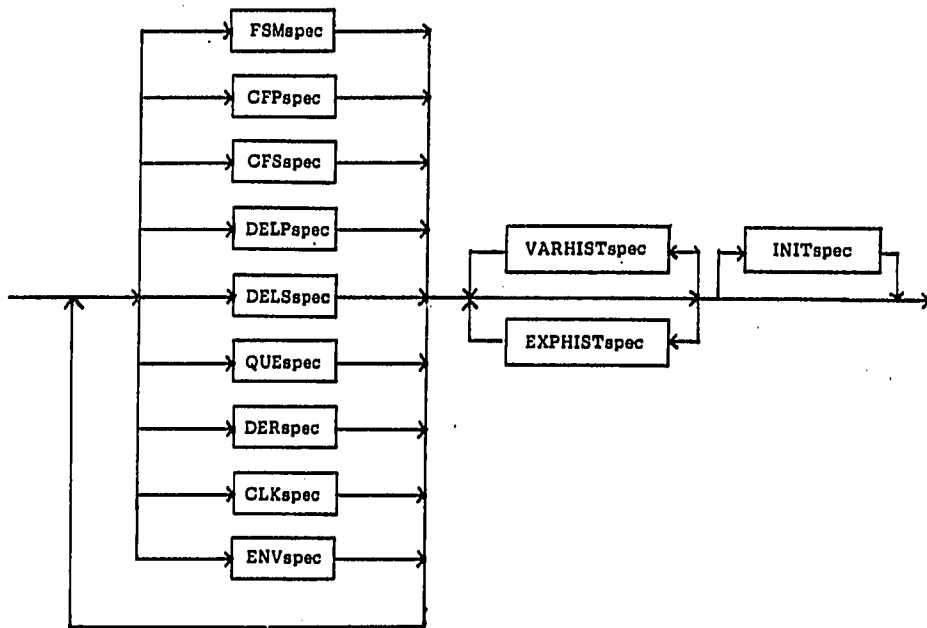 FSMspec
CFPspec
CFSspec
DELPspec
VARHISTspec
INITspec
DELSspec
EXPHISTspec
QUEspec
DERspec
CLKspec
ENVspec